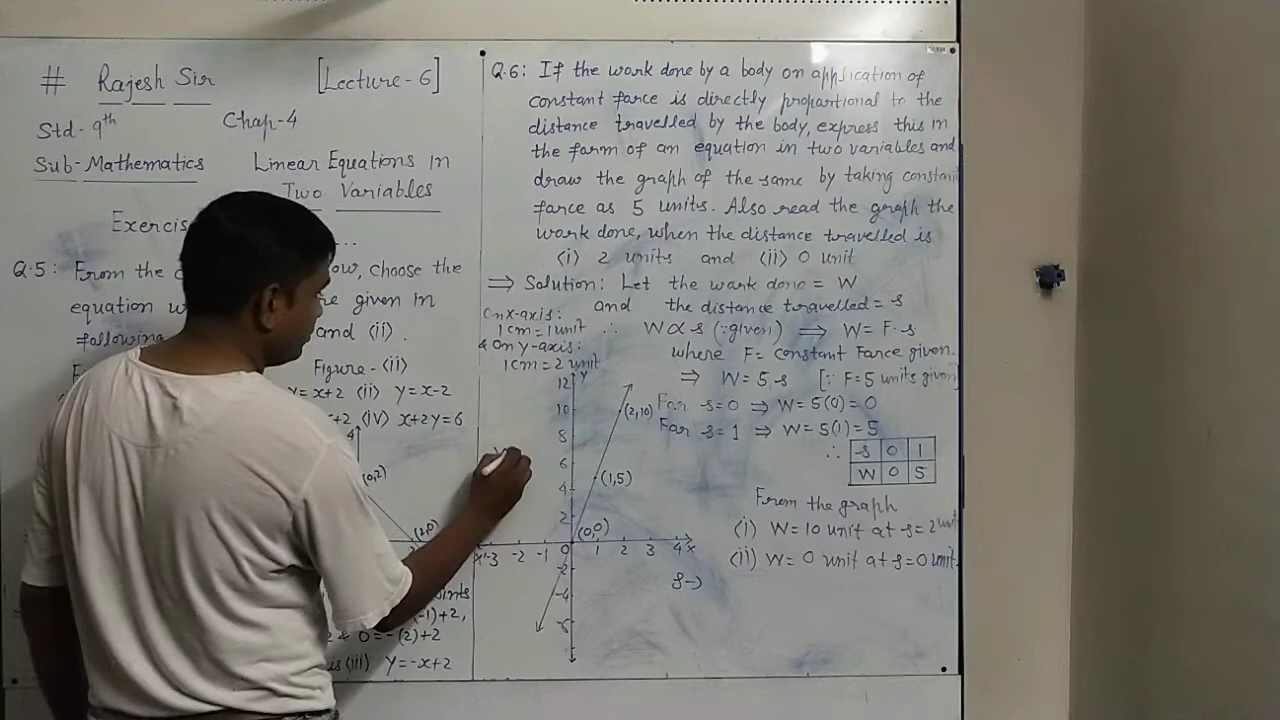 # Rajesh Sir [Lecture-6]
Std-9th Chap-4
Sub-Mathematics Linear Equations in
Two Variables
Q.5: From the ow, choose the
equation given in
following and (ii).
Figure-(ii)
Y=x+2 (ii) Y=x-2
+2 (iv) x+2y=6
4
(0,2)
(2,0)
(-1)+2,
& 0=-(2)+2
is (iii) Y=-x+2
Q.6: If the work done by a body on application of
constant force is directly proportional to the
distance travelled by the body, express this in
the form of an equation in two variables and
draw the graph of the same by taking constant
force as 5 units. Also read the graph the
work done, when the distance travelled is
(i) 2 units and (ii) 0 unit
⇒ Solution: Let the work done = W
and the distance travelled = s
∴ W ∝ s (∵ given) ⇒ W = F·s
where F = constant Force given.
⇒ W = 5·s [∵ F=5 units given]
For s=0 ⇒ W = 5(0) = 0
For s=1 ⇒ W = 5(1) = 5
∴ s 0 1
W 0 5
From the graph
(i) W = 10 unit at s = 2 unit
(ii) W = 0 unit at s = 0 unit.
On x-axis:
1cm = 1 unit
& on y-axis:
1cm = 2 unit
Y
12
10 (2,10)
8
6
(1,5)
4
2
(0,0)
x' -3 -2 -1 0 1 2 3 4 x
-2
-4
-6
s→